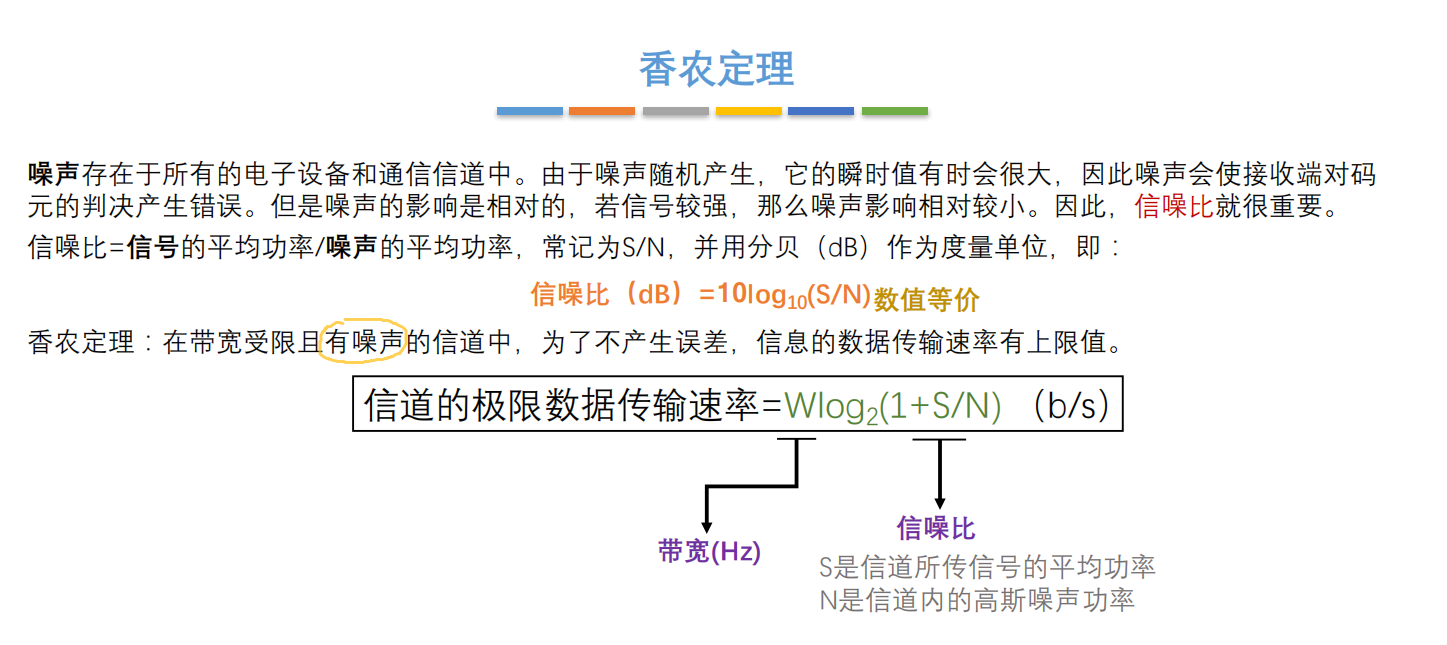 香农定理
噪声存在于所有的电子设备和通信信道中。由于噪声随机产生，它的瞬时值有时会很大，因此噪声会使接收端对码
元的判决产生错误。但是噪声的影响是相对的，若信号较强，那么噪声影响相对较小。因此，信噪比就很重要。
信噪比=信号的平均功率/噪声的平均功率，常记为S/N，并用分贝（dB）作为度量单位，即：
信噪比（dB）=10log₁₀(S/N) 数值等价
香农定理：在带宽受限且有噪声的信道中，为了不产生误差，信息的数据传输速率有上限值。
信道的极限数据传输速率=Wlog₂(1+S/N) （b/s）
带宽(Hz)
信噪比
S是信道所传信号的平均功率
N是信道内的高斯噪声功率